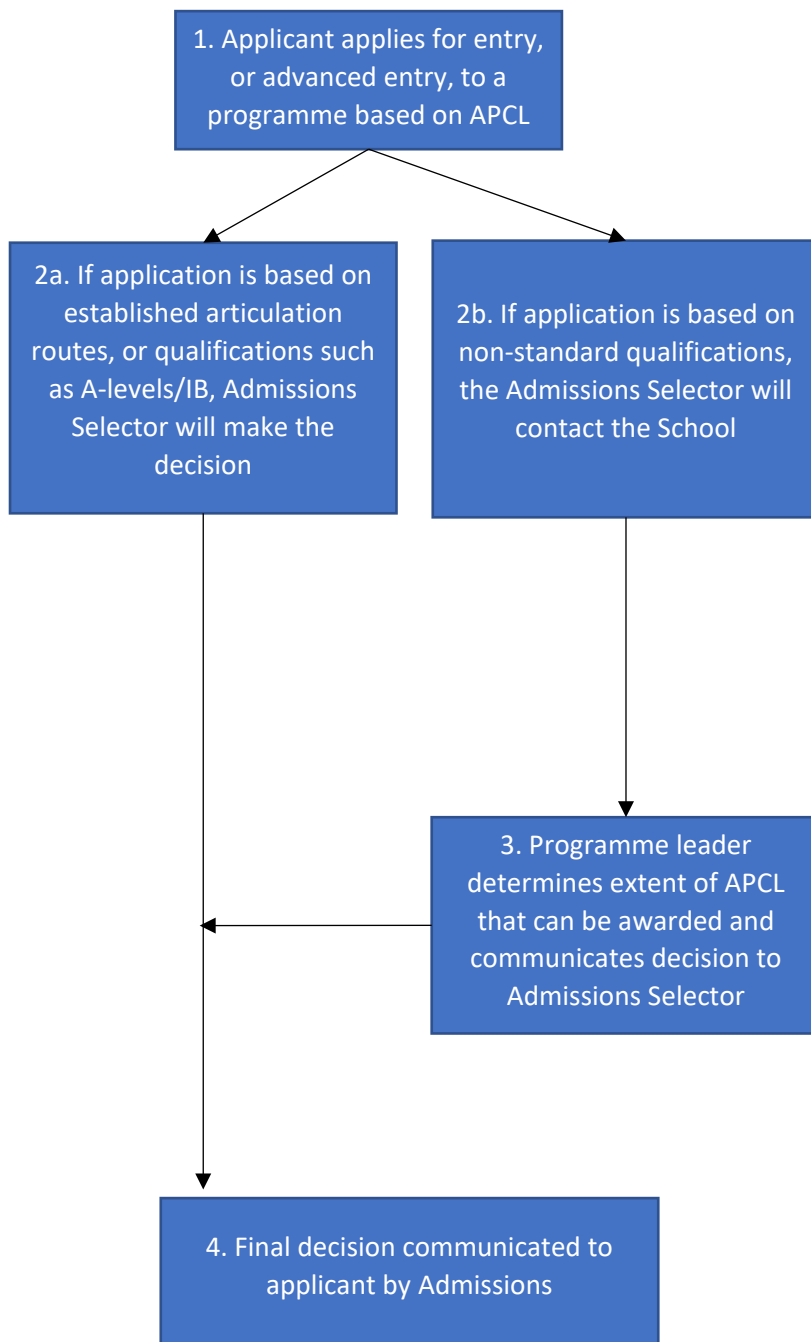 1. Applicant applies for entry,
or advanced entry, to a
programme based on APCL
2a. If application is based on
established articulation
routes, or qualifications such
as A-levels/IB, Admissions
Selector will make the
decision
2b. If application is based on
non-standard qualifications,
the Admissions Selector will
contact the School
3. Programme leader
determines extent of APCL
that can be awarded and
communicates decision to
Admissions Selector
4. Final decision communicated to
applicant by Admissions